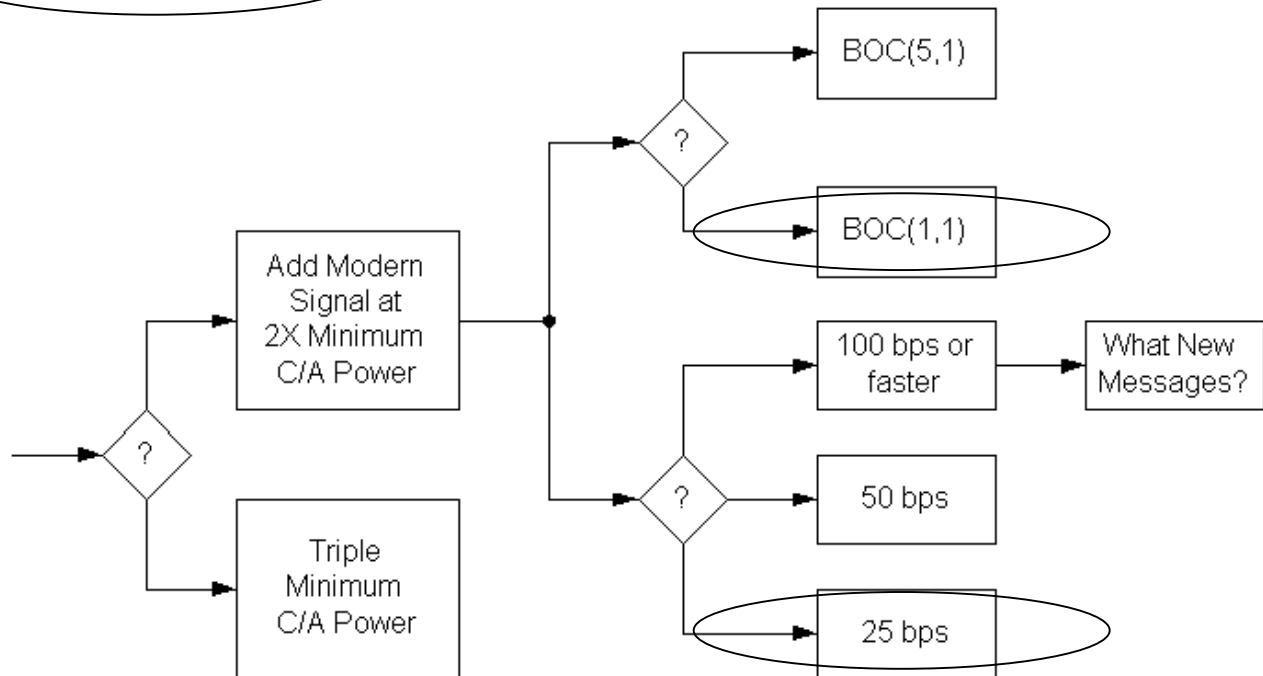 BOC(5,1)
?
BOC(1,1)
Add Modern
Signal at
2X Minimum
C/A Power
100 bps or
faster
What New
Messages?
?
?
50 bps
Triple
Minimum
C/A Power
25 bps